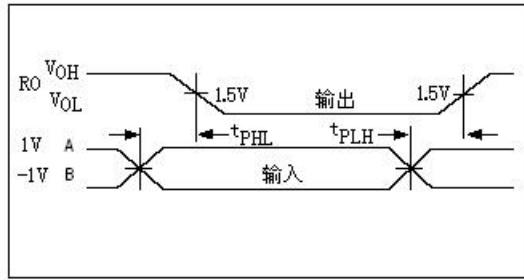 RO VOH
VOL
1.5V 输出 1.5V
tPHL tPLH
1V A
-1V B 输入